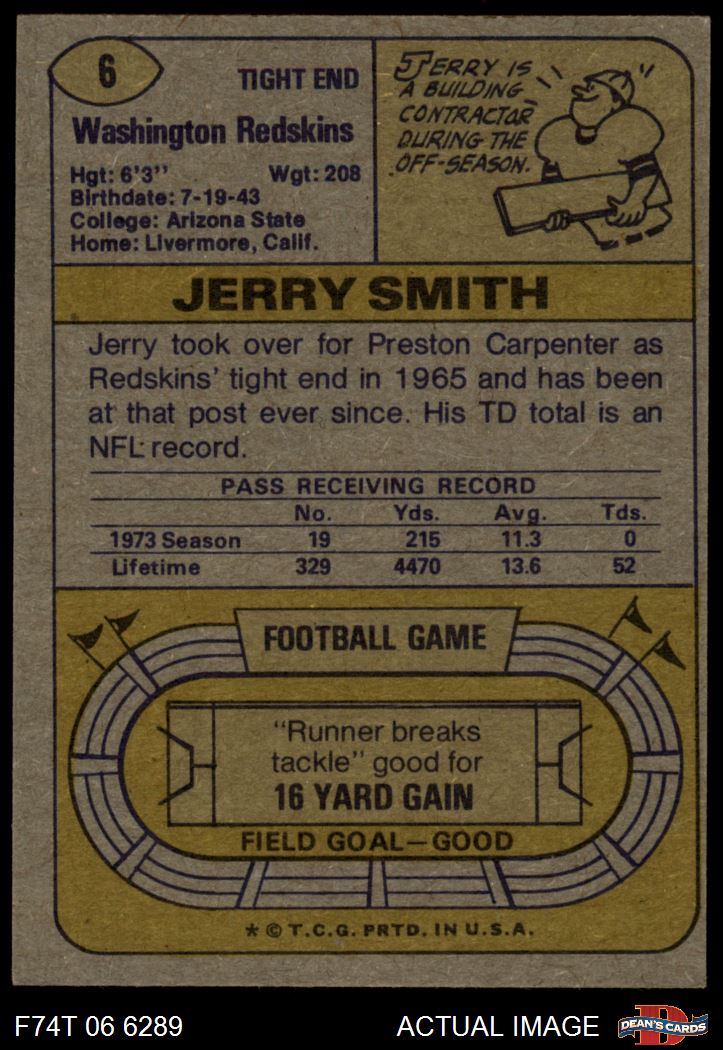 6
TIGHT END
Washington Redskins
Hgt: 6'3'' Wgt: 208
Birthdate: 7-19-43
College: Arizona State
Home: Livermore, Calif.
JERRY IS
A BUILDING
CONTRACTOR
DURING THE
OFF-SEASON.
JERRY SMITH
Jerry took over for Preston Carpenter as
Redskins' tight end in 1965 and has been
at that post ever since. His TD total is an
NFL record.
PASS RECEIVING RECORD
No. Yds. Avg. Tds.
1973 Season 19 215 11.3 0
Lifetime 329 4470 13.6 52
FOOTBALL GAME
"Runner breaks
tackle" good for
16 YARD GAIN
FIELD GOAL—GOOD
* © T.C.G. PRTD. IN U.S.A.
F74T 06 6289 ACTUAL IMAGE
D
DEAN'S CARDS